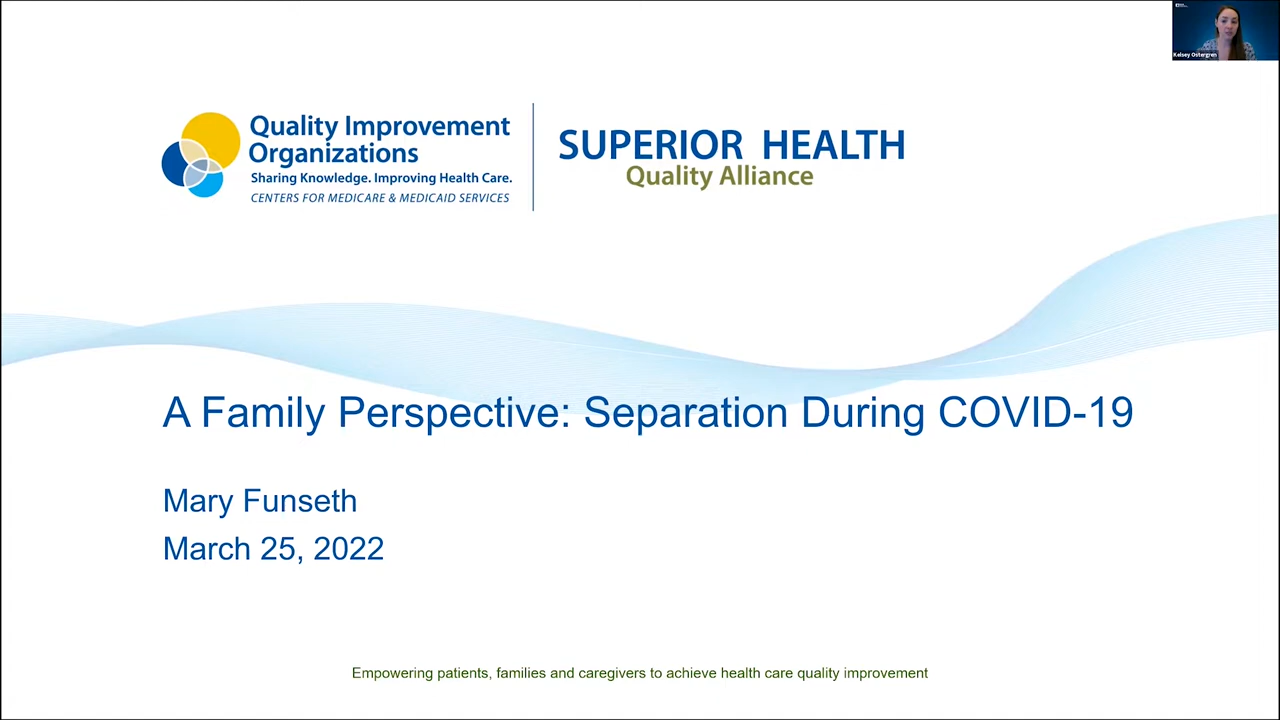 Kelsey Ostergren
Quality Improvement
Organizations
Sharing Knowledge. Improving Health Care.
CENTERS FOR MEDICARE & MEDICAID SERVICES
SUPERIOR HEALTH
Quality Alliance
A Family Perspective: Separation During COVID-19
Mary Funseth
March 25, 2022
Empowering patients, families and caregivers to achieve health care quality improvement